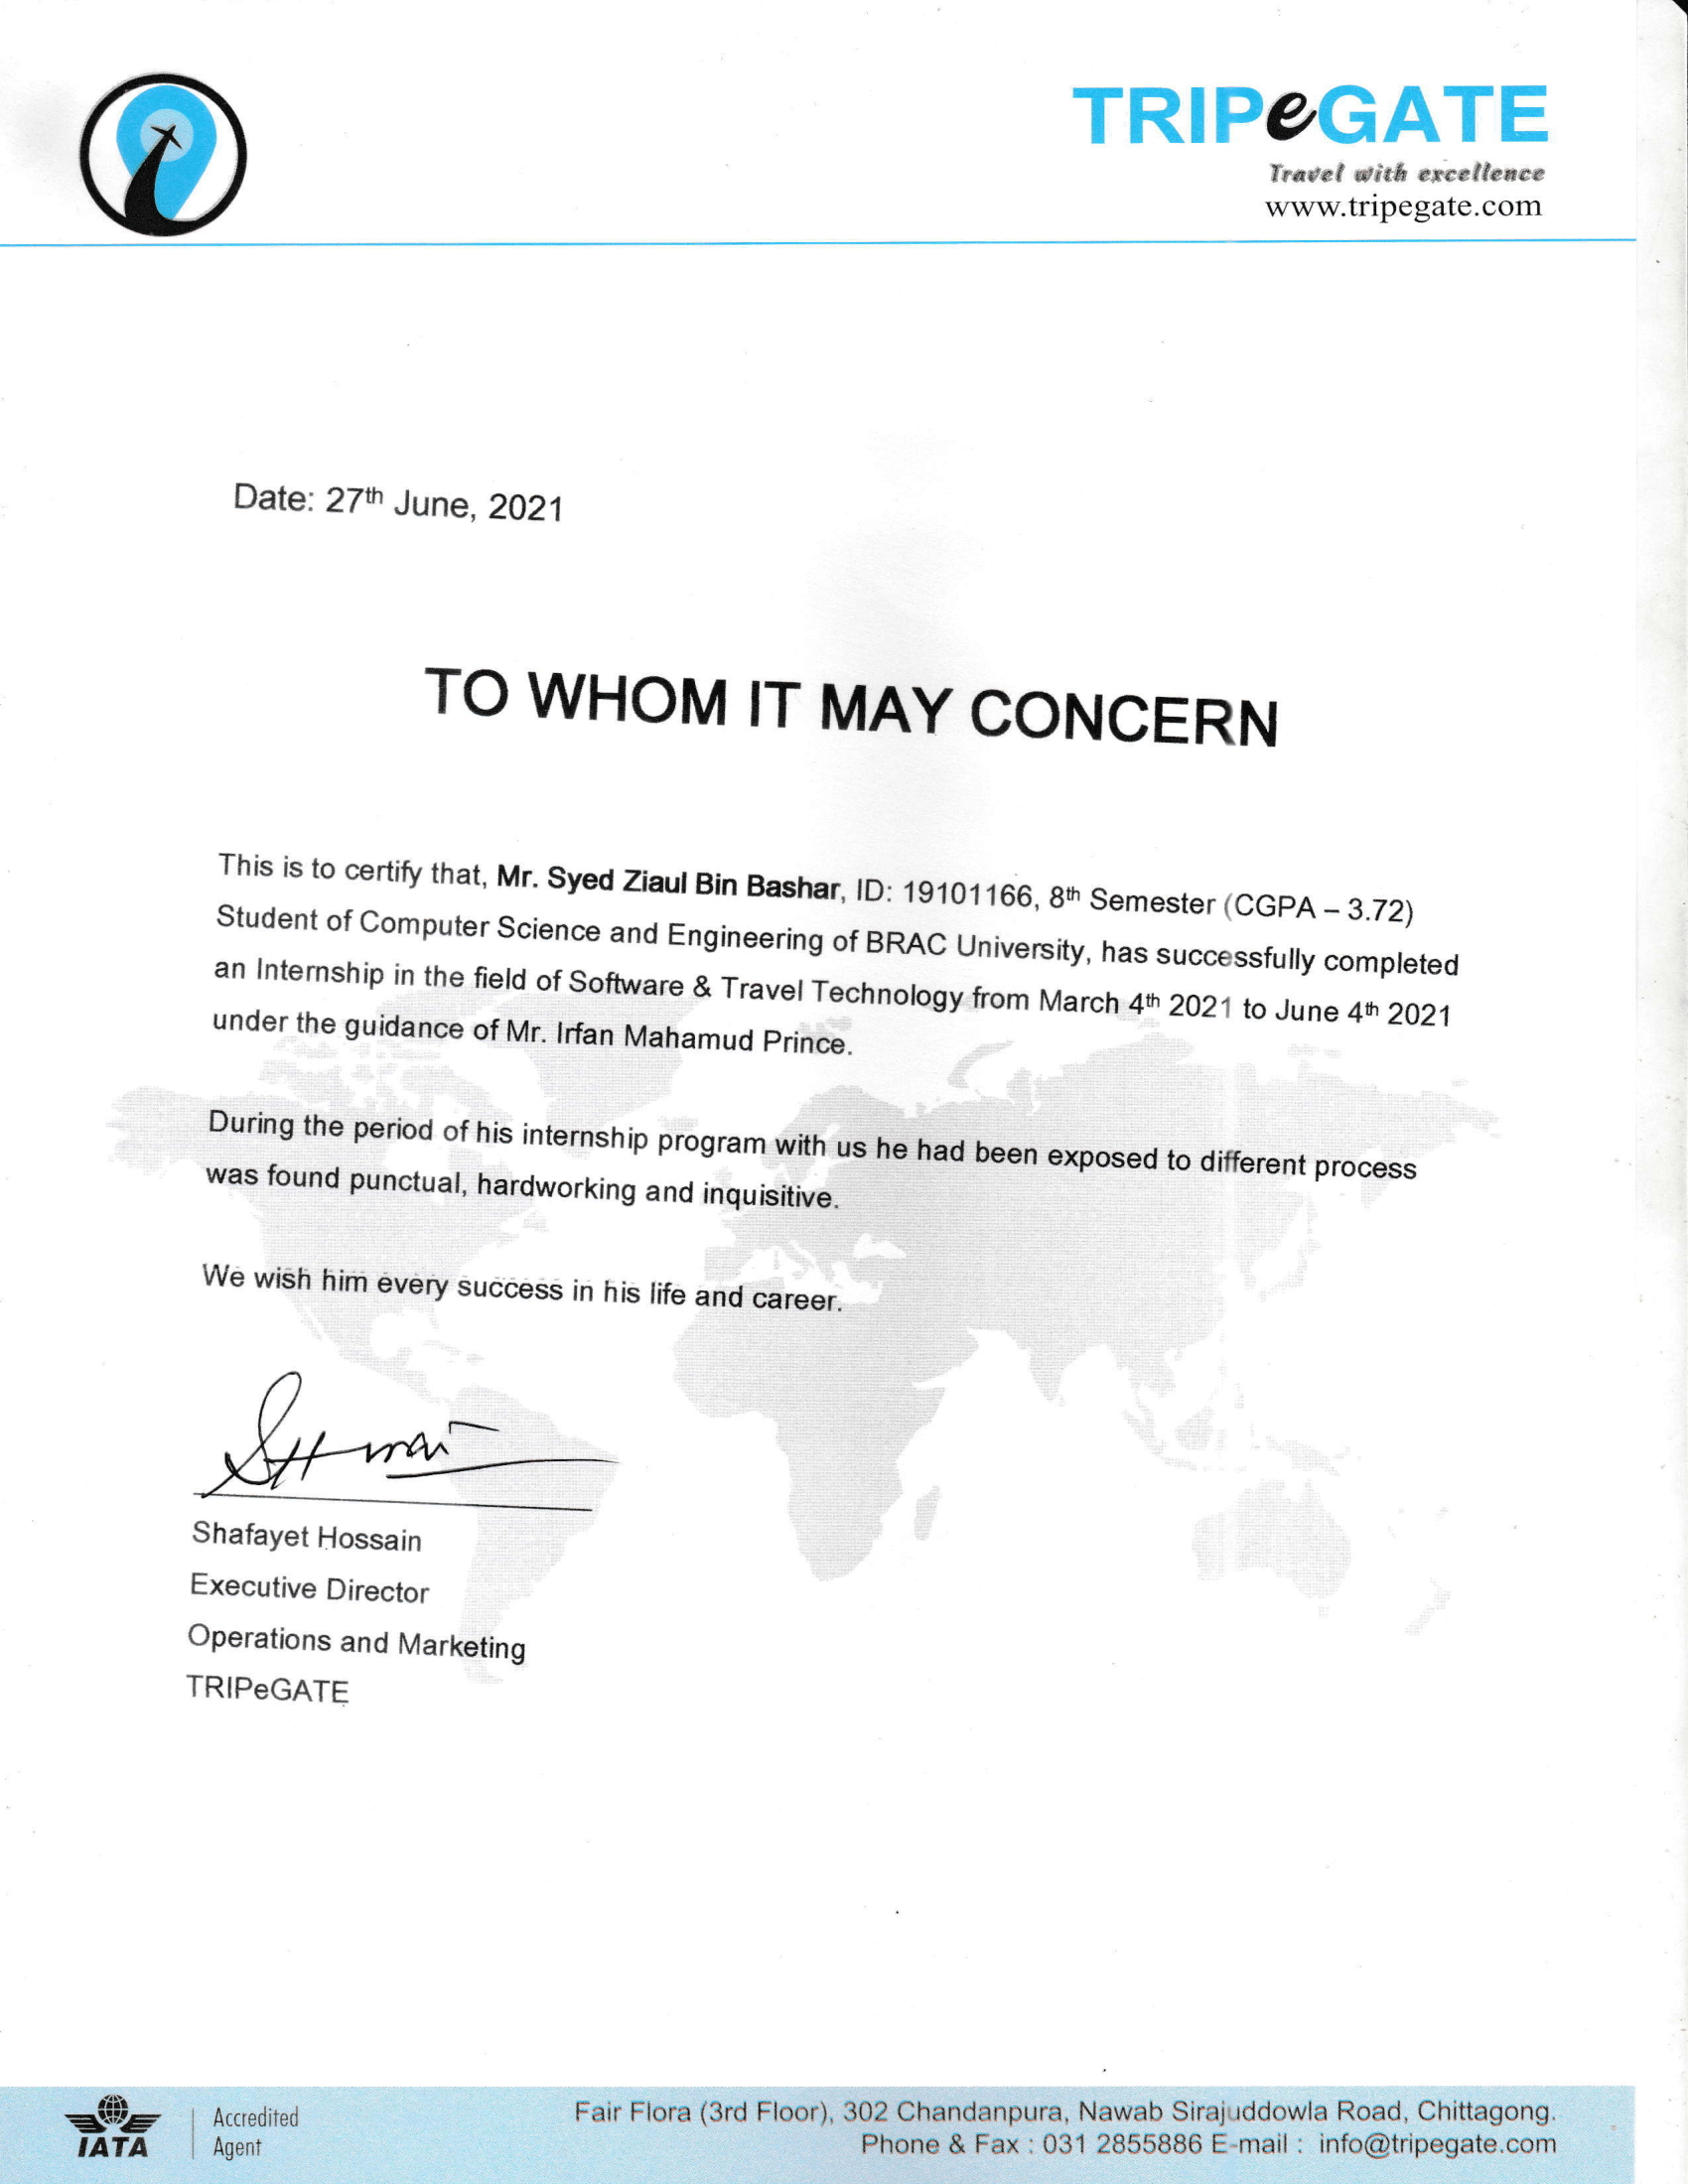 TRIPeGATE
Travel with excellence
www.tripegate.com
Date: 27th June, 2021
TO WHOM IT MAY CONCERN
This is to certify that, Mr. Syed Ziaul Bin Bashar, ID: 19101166, 8th Semester (CGPA – 3.72)
Student of Computer Science and Engineering of BRAC University, has successfully completed
an Internship in the field of Software & Travel Technology from March 4th 2021 to June 4th 2021
under the guidance of Mr. Irfan Mahamud Prince.
During the period of his internship program with us he had been exposed to different process
was found punctual, hardworking and inquisitive.
We wish him every success in his life and career.
Shafayet Hossain
Executive Director
Operations and Marketing
TRIPeGATE
IATA
Accredited
Agent
Fair Flora (3rd Floor), 302 Chandanpura, Nawab Sirajuddowla Road, Chittagong.
Phone & Fax : 031 2855886 E-mail : info@tripegate.com